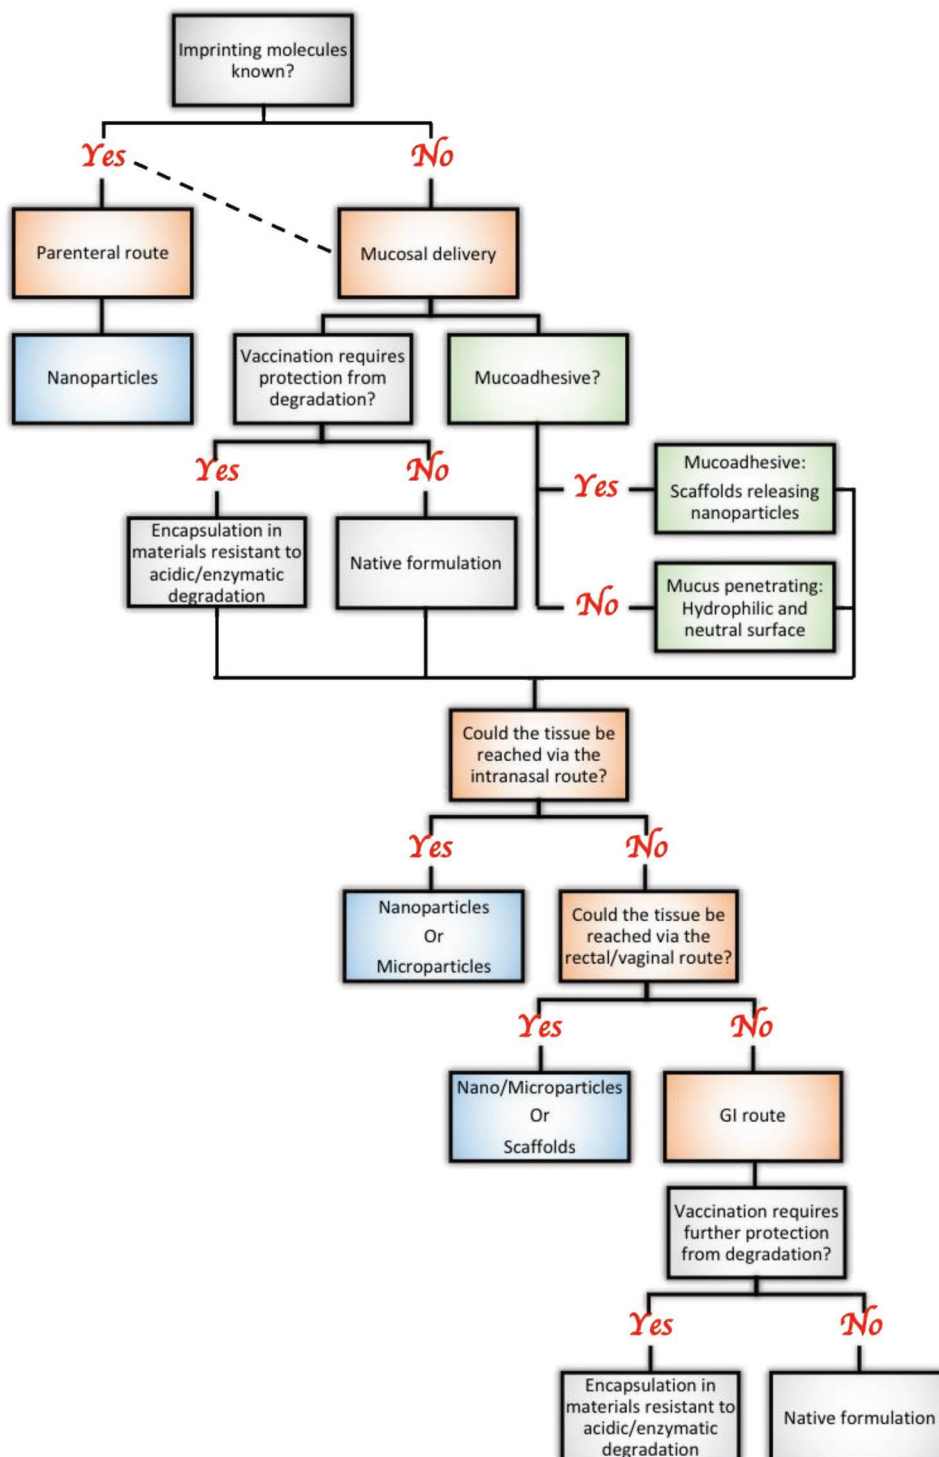 Imprinting molecules
known?
Yes
No
Parenteral route
Mucosal delivery
Nanoparticles
Vaccination requires
protection from
degradation?
Mucoadhesive?
Yes
No
Yes
Mucoadhesive:
Scaffolds releasing
nanoparticles
Encapsulation in
materials resistant to
acidic/enzymatic
degradation
Native formulation
No
Mucus penetrating:
Hydrophilic and
neutral surface
Could the tissue be
reached via the
intranasal route?
Yes
No
Nanoparticles
Or
Microparticles
Could the tissue be
reached via the
rectal/vaginal route?
Yes
No
Nano/Microparticles
Or
Scaffolds
GI route
Vaccination requires
further protection
from degradation?
Yes
No
Encapsulation in
materials resistant to
acidic/enzymatic
degradation
Native formulation